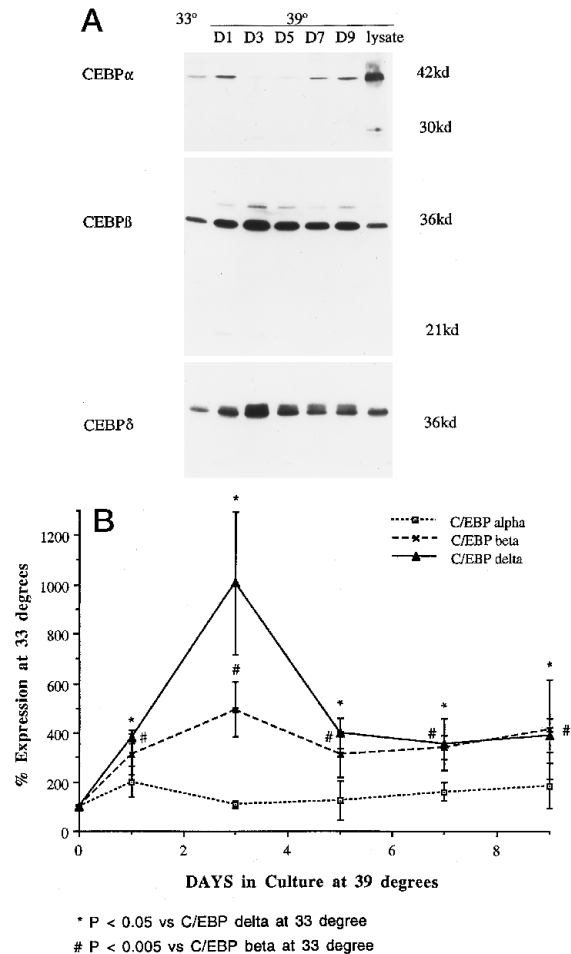 A
33° 39°
D1 D3 D5 D7 D9 lysate
CEBPα 42kd
30kd
CEBPß 36kd
21kd
CEBPδ 36kd
B
C/EBP alpha
C/EBP beta
C/EBP delta
% Expression at 33 degrees
1200
1000
800
600
400
200
0
* * * * *
# # # # #
0 2 4 6 8
DAYS in Culture at 39 degrees
* P < 0.05 vs C/EBP delta at 33 degree
# P < 0.005 vs C/EBP beta at 33 degree